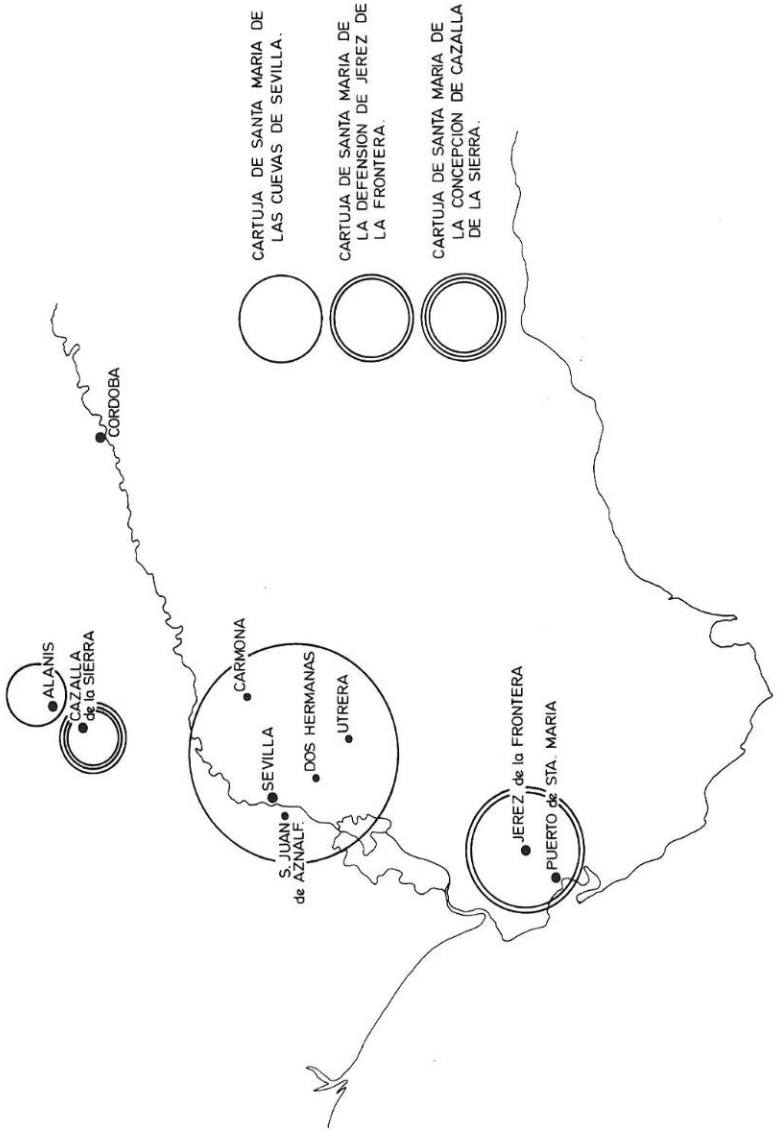 ALANIS
CAZALLA
de la SIERRA
CORDOBA
CARMONA
SEVILLA
S. JUAN
de AZNALF.
DOS HERMANAS
UTRERA
JEREZ de la FRONTERA
PUERTO de STA. MARIA
CARTUJA DE SANTA MARIA DE
LAS CUEVAS DE SEVILLA.
CARTUJA DE SANTA MARIA DE
LA DEFENSION DE JEREZ DE
LA FRONTERA.
CARTUJA DE SANTA MARIA DE
LA CONCEPCION DE CAZALLA
DE LA SIERRA.